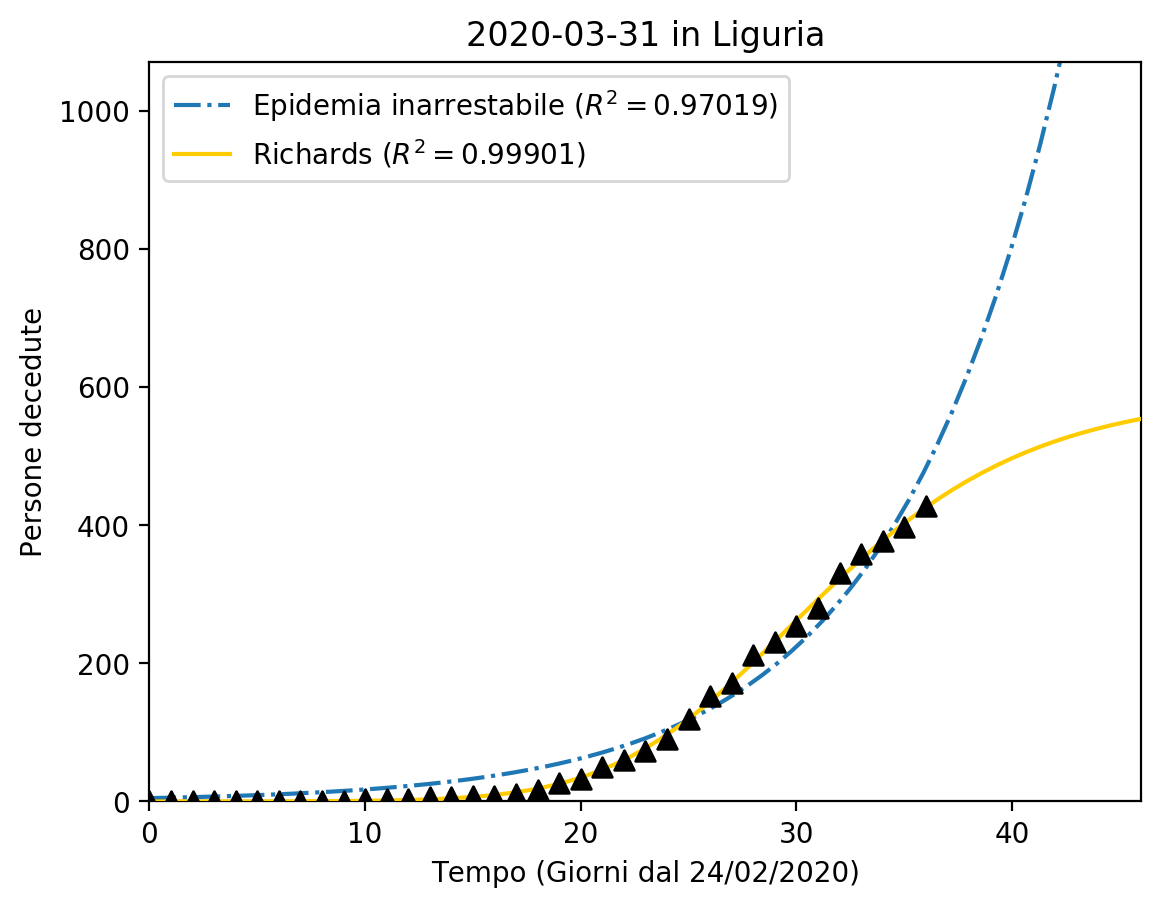 2020-03-31 in Liguria
Epidemia inarrestabile ($R^2 = 0.97019$)
Richards ($R^2 = 0.99901$)
Persone decedute
1000
800
600
400
200
0
0 10 20 30 40
Tempo (Giorni dal 24/02/2020)